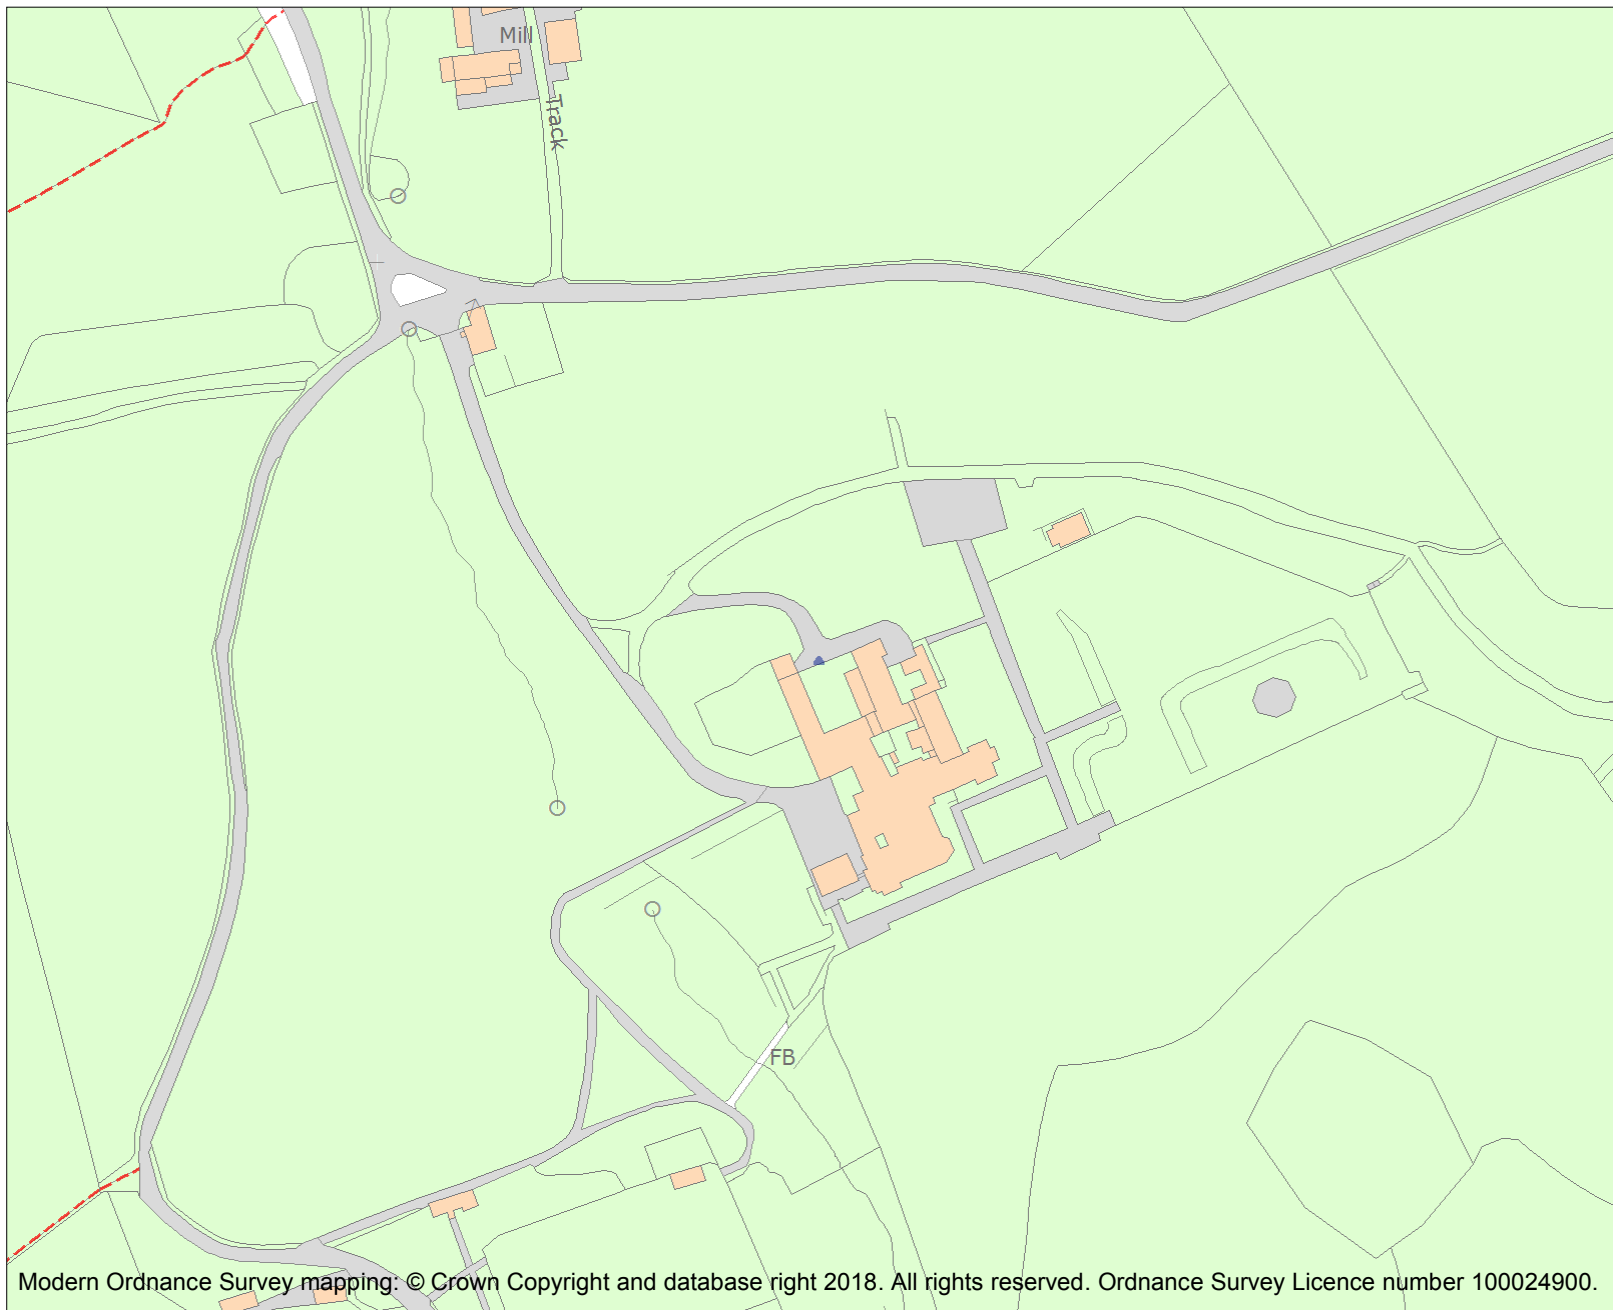 Mill
Track
FB
Modern Ordnance Survey mapping: © Crown Copyright and database right 2018. All rights reserved. Ordnance Survey Licence number 100024900.